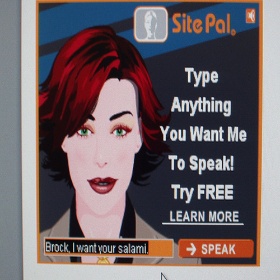 SitePal®
Type
Anything
You Want Me
To Speak!
Try FREE
LEARN MORE
Brock, I want your salami.
SPEAK